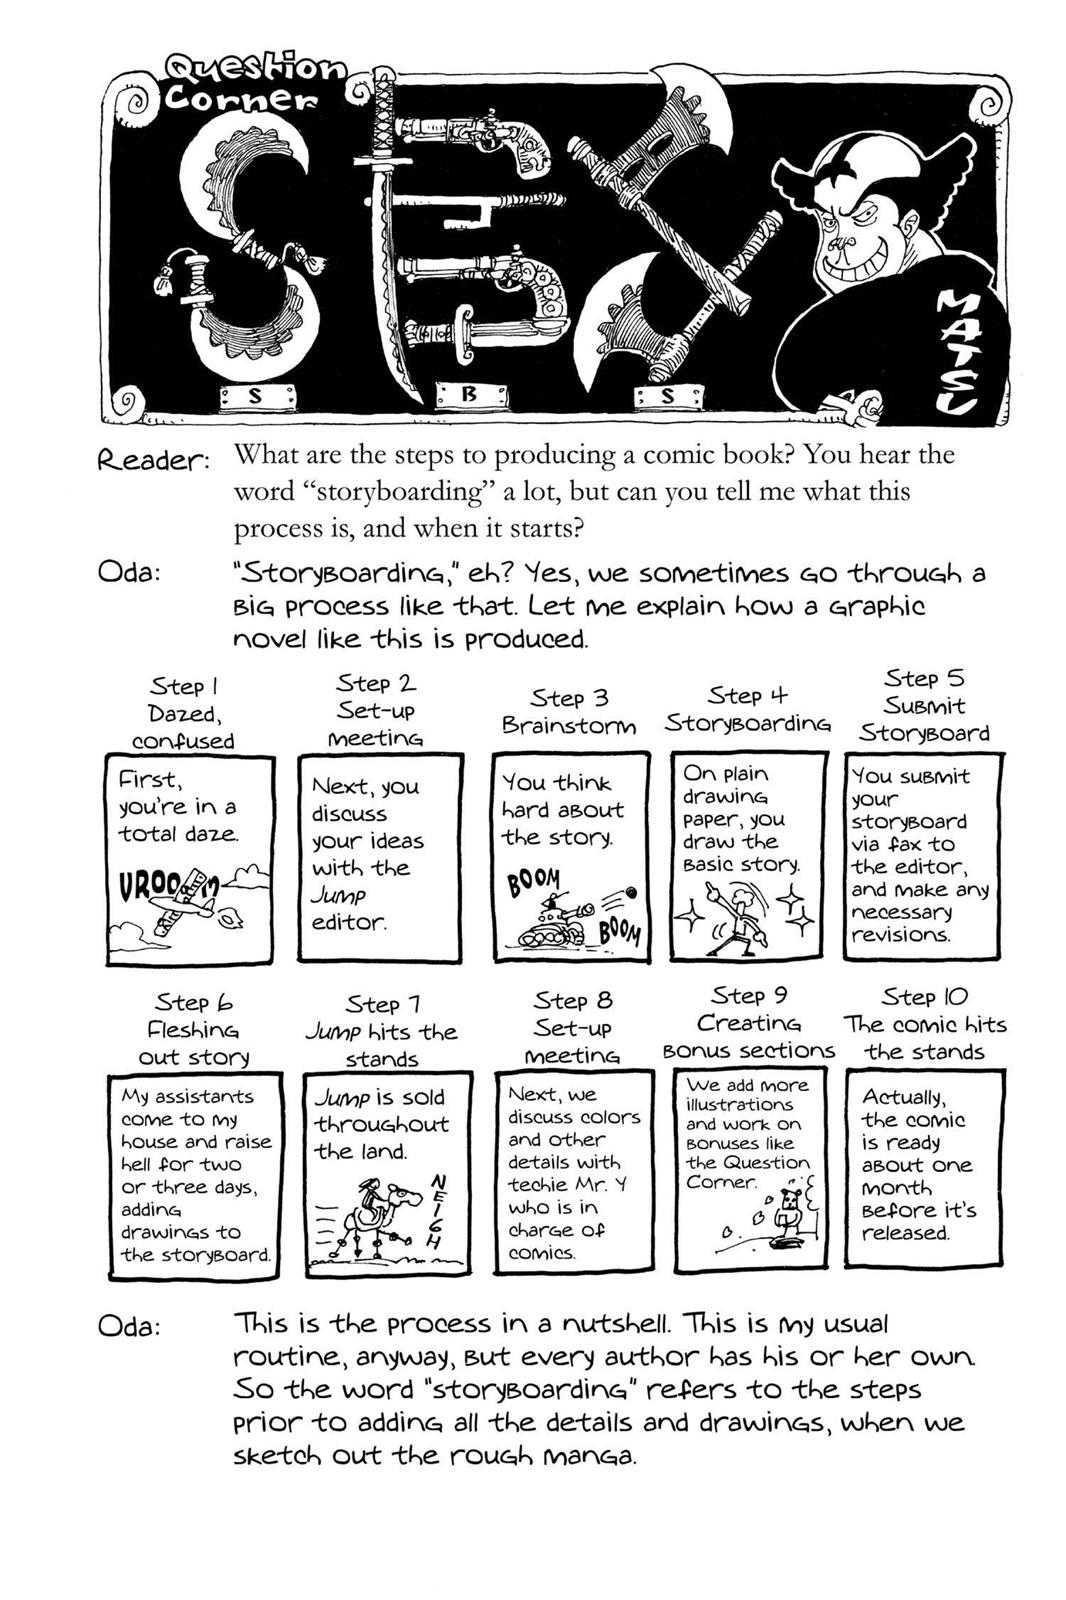 Question
Corner
S
B
S
MATSU
Reader: What are the steps to producing a comic book? You hear the
word “storyboarding” a lot, but can you tell me what this
process is, and when it starts?
Oda: "Storyboarding," eh? Yes, we sometimes go through a
big process like that. Let me explain how a graphic
novel like this is produced.
Step 1
Dazed,
confused
First,
you're in a
total daze.
VROOM
Step 2
Set-up
meeting
Next, you
discuss
your ideas
with the
Jump
editor.
Step 3
Brainstorm
You think
hard about
the story.
BOOM
BOOM
Step 4
Storyboarding
On plain
drawing
paper, you
draw the
basic story.
Step 5
Submit
Storyboard
You submit
your
storyboard
via fax to
the editor,
and make any
necessary
revisions.
Step 6
Fleshing
out story
My assistants
come to my
house and raise
hell for two
or three days,
adding
drawings to
the storyboard.
Step 7
Jump hits the
stands
Jump is sold
throughout
the land.
NEIGH
Step 8
Set-up
meeting
Next, we
discuss colors
and other
details with
techie Mr. Y
who is in
charge of
comics.
Step 9
Creating
bonus sections
We add more
illustrations
and work on
bonuses like
the Question
Corner.
Step 10
The comic hits
the stands
Actually,
the comic
is ready
about one
month
before it's
released.
Oda: This is the process in a nutshell. This is my usual
routine, anyway, but every author has his or her own.
So the word "storyboarding" refers to the steps
prior to adding all the details and drawings, when we
sketch out the rough manga.